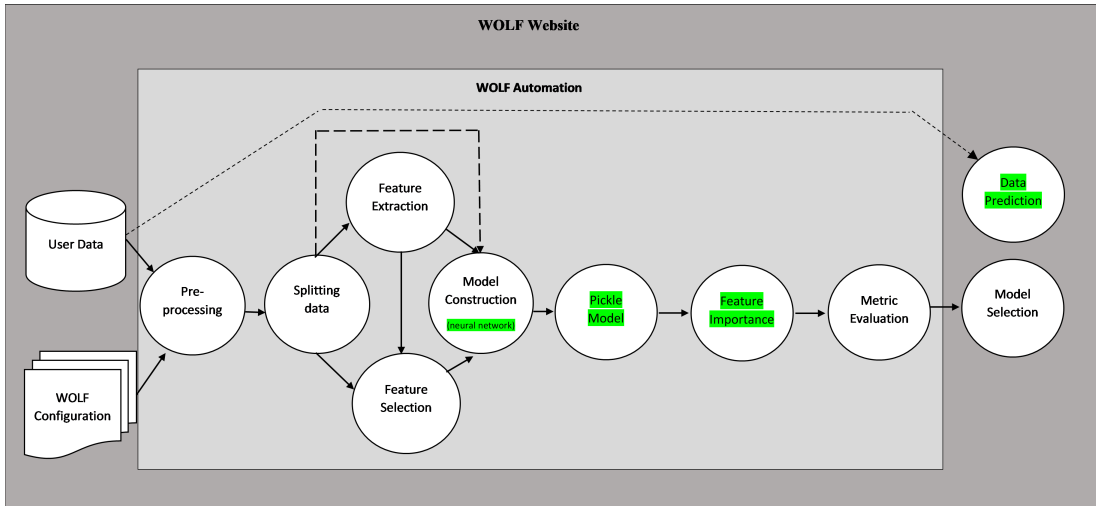 WOLF Website
WOLF Automation
User Data
WOLF
Configuration
Pre-
processing
Splitting
data
Feature
Extraction
Feature
Selection
Model
Construction
(neural network)
Pickle
Model
Feature
Importance
Metric
Evaluation
Data
Prediction
Model
Selection